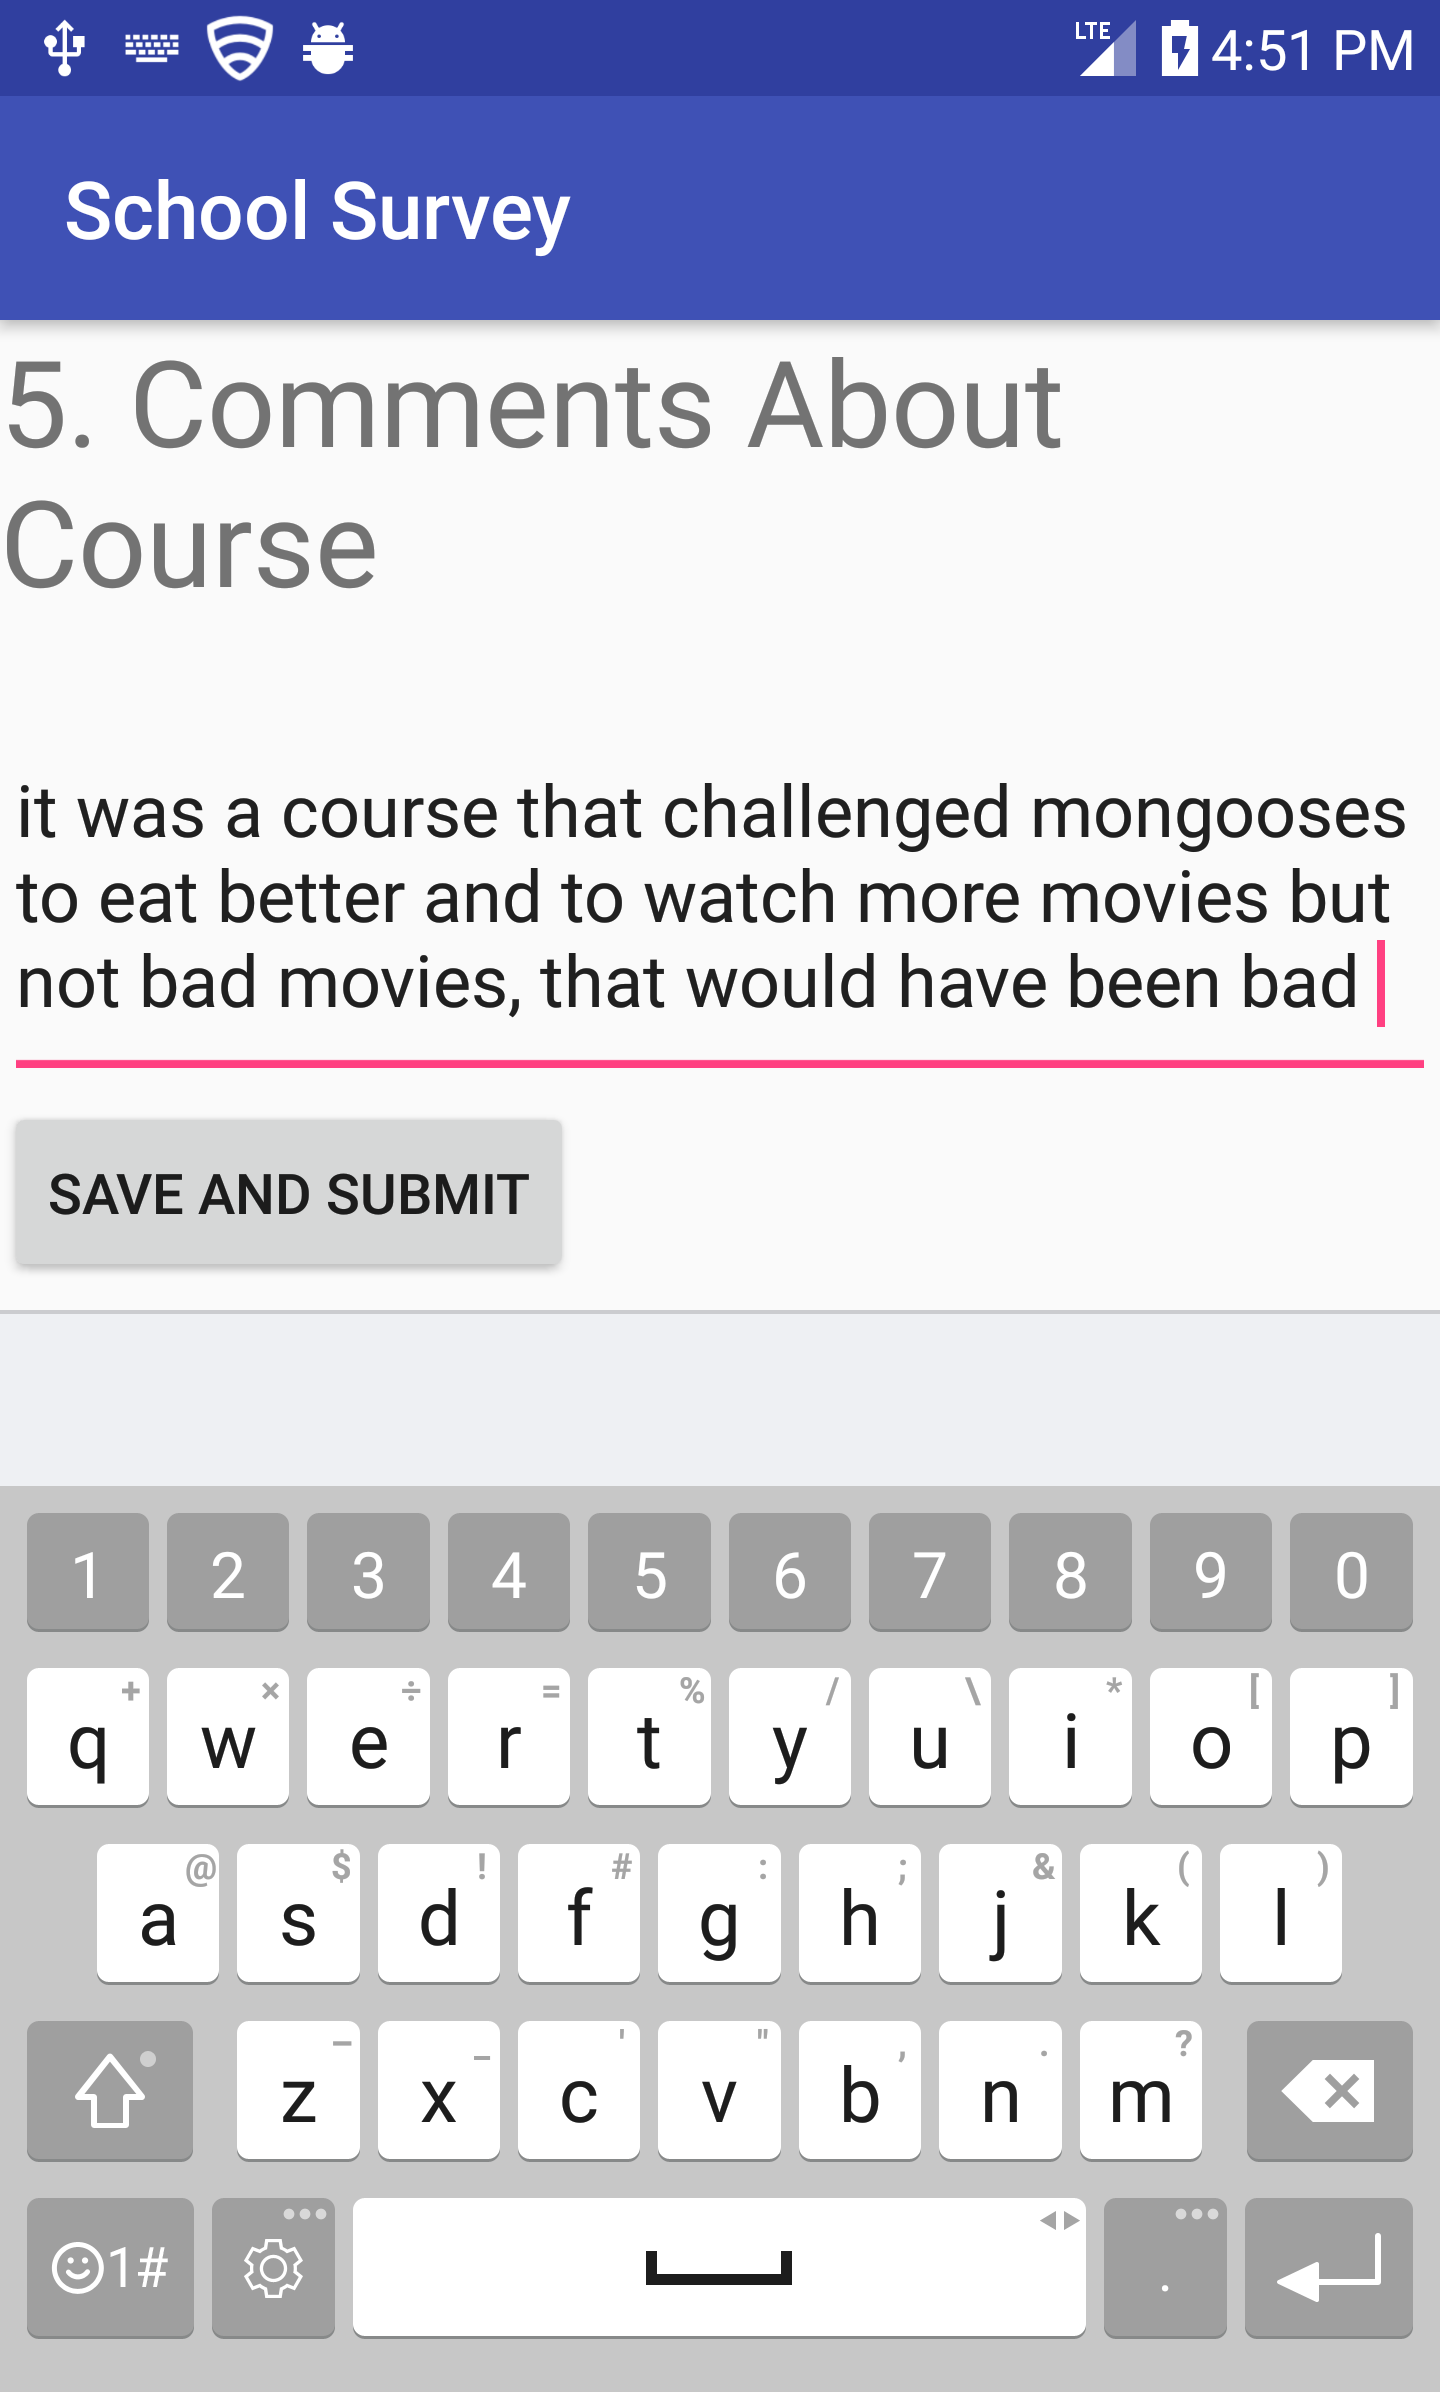 LTE 4:51 PM
School Survey
5. Comments About
Course
it was a course that challenged mongooses
to eat better and to watch more movies but
not bad movies, that would have been bad
SAVE AND SUBMIT
1 2 3 4 5 6 7 8 9 0
+ × ÷ = % / \ * [ ]
q w e r t y u i o p
@ $ ! # : ; & ( )
a s d f g h j k l
– _ ' " , . ?
z x c v b n m
1# .